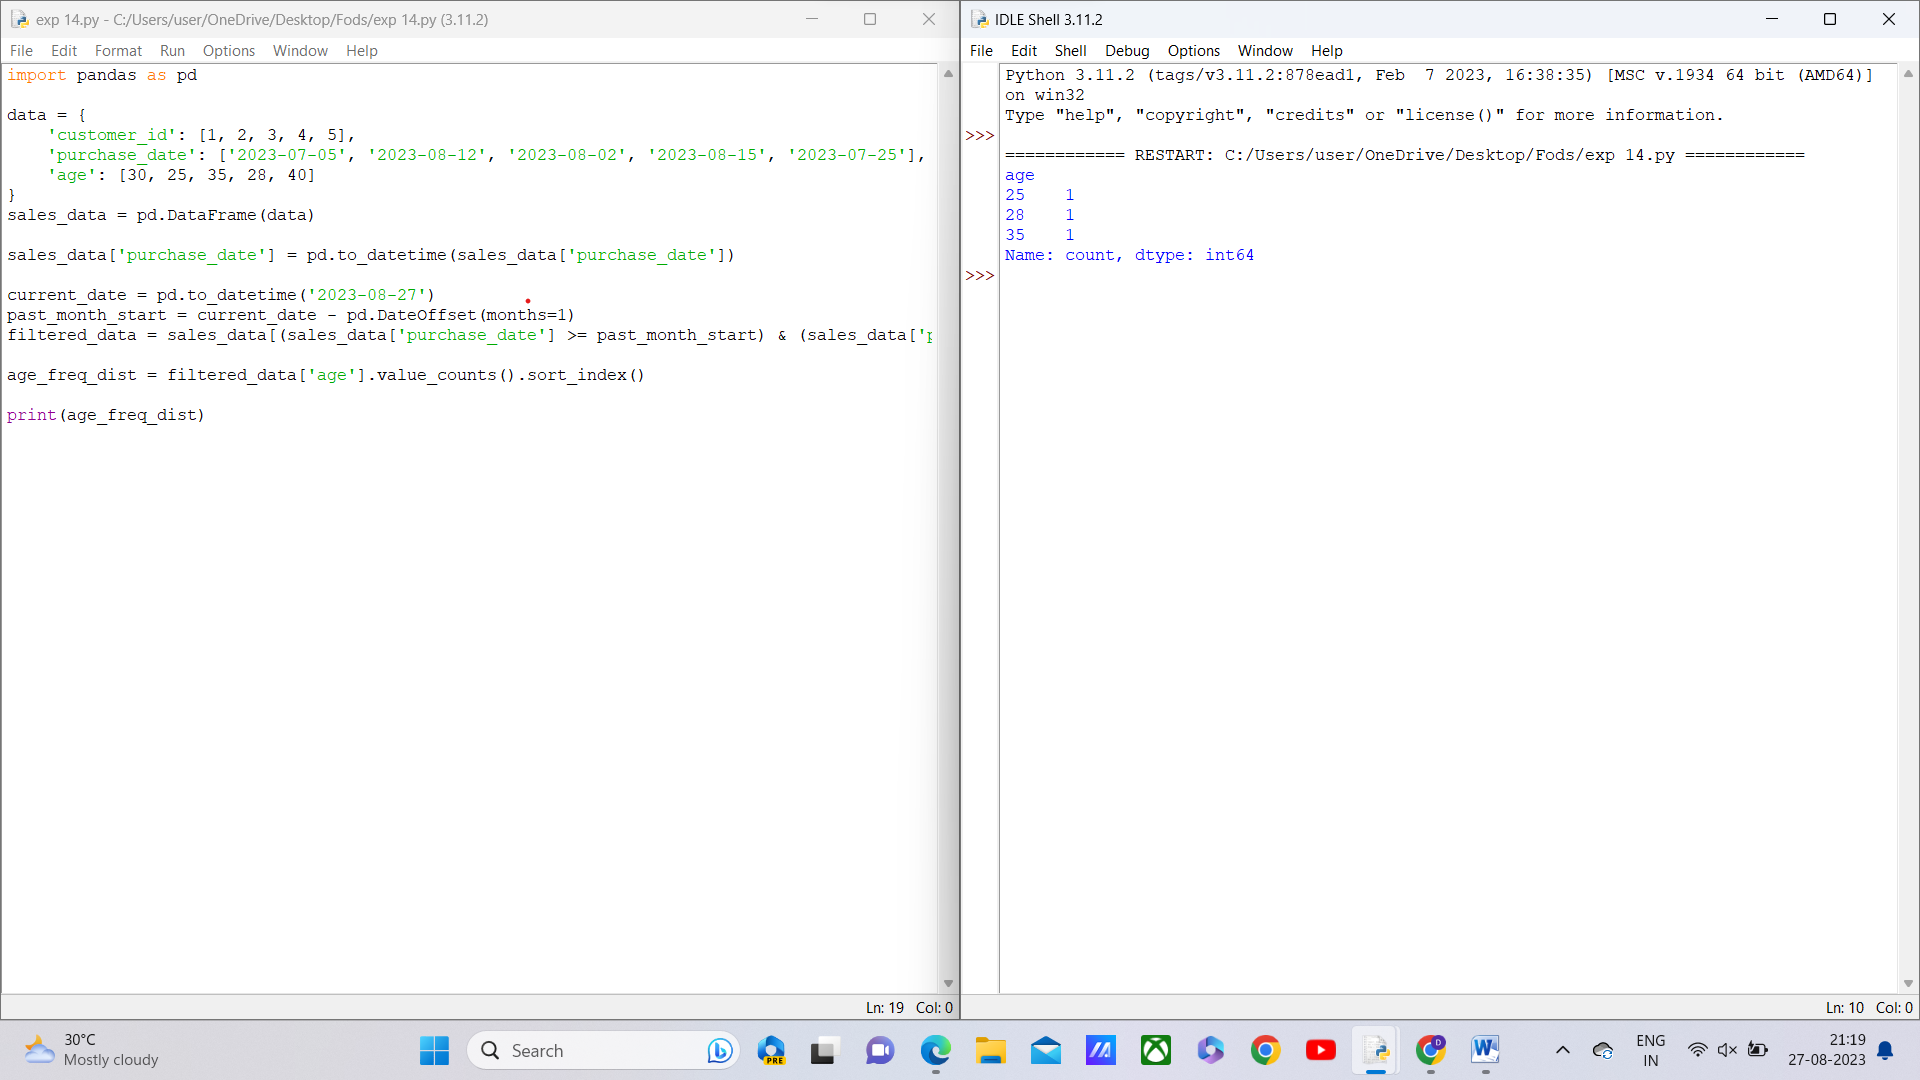 exp 14.py - C:/Users/user/OneDrive/Desktop/Fods/exp 14.py (3.11.2)
File Edit Format Run Options Window Help
import pandas as pd
data = {
    'customer_id': [1, 2, 3, 4, 5],
    'purchase_date': ['2023-07-05', '2023-08-12', '2023-08-02', '2023-08-15', '2023-07-25'],
    'age': [30, 25, 35, 28, 40]
}
sales_data = pd.DataFrame(data)
sales_data['purchase_date'] = pd.to_datetime(sales_data['purchase_date'])
current_date = pd.to_datetime('2023-08-27')
past_month_start = current_date - pd.DateOffset(months=1)
filtered_data = sales_data[(sales_data['purchase_date'] >= past_month_start) & (sales_data['p
age_freq_dist = filtered_data['age'].value_counts().sort_index()
print(age_freq_dist)
Ln: 19 Col: 0
IDLE Shell 3.11.2
File Edit Shell Debug Options Window Help
Python 3.11.2 (tags/v3.11.2:878ead1, Feb  7 2023, 16:38:35) [MSC v.1934 64 bit (AMD64)]
on win32
Type "help", "copyright", "credits" or "license()" for more information.
>>>
============ RESTART: C:/Users/user/OneDrive/Desktop/Fods/exp 14.py ============
age
25    1
28    1
35    1
Name: count, dtype: int64
>>>
Ln: 10 Col: 0
30°C
Mostly cloudy
Search
PRE
D
W
ENG
IN
21:19
27-08-2023